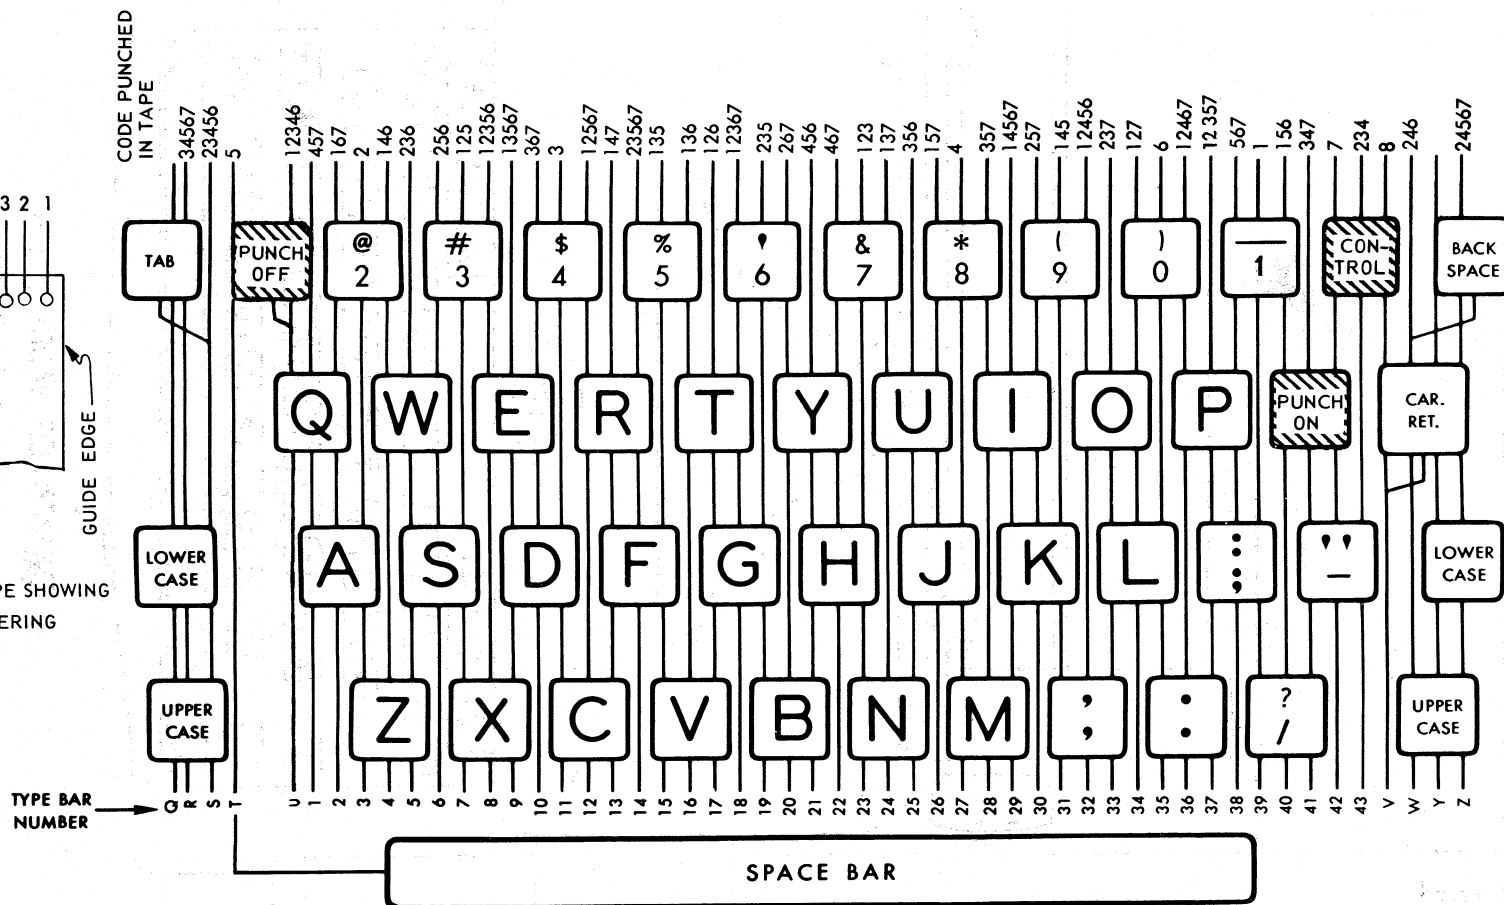 CODE PUNCHED
IN TAPE
34567
23456
5
12346
457
167
2
146
236
256
125
12356
13567
367
3
12567
147
23567
135
136
126
12367
235
267
456
467
123
137
356
157
4
357
14567
257
145
12456
237
127
6
12467
12357
567
1
156
347
7
234
8
246
24567
3 2 1
TAB
PUNCH
OFF
@
2
#
3
$
4
%
5
'
6
&
7
*
8
(
9
)
0
—
1
CON-
TROL
BACK
SPACE
Q W E R T Y U I O P
PUNCH
ON
CAR.
RET.
GUIDE EDGE
LOWER
CASE
A S D F G H J K L
:
;
''
–
LOWER
CASE
PE SHOWING
ERING
UPPER
CASE
Z X C V B N M
,
;
.
:
?
/
UPPER
CASE
TYPE BAR
NUMBER
Q R S T U 1 2 3 4 5 6 7 8 9 10 11 12 13 14 15 16 17 18 19 20 21 22 23 24 25 26 27 28 29 30 31 32 33 34 35 36 37 38 39 40 41 42 43 V W Y Z
SPACE BAR